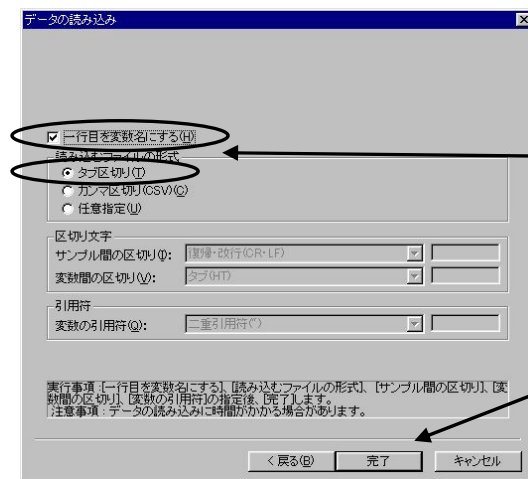 データの読み込み
一行目を変数名にする(H)
読み込むファイルの形式
タブ区切り(T)
カンマ区切り(CSV)(C)
任意指定(U)
区切り文字
サンプル間の区切り(I): 復帰・改行(CR・LF)
変数間の区切り(V): タブ(HT)
引用符
変数の引用符(Q): 二重引用符(")
実行事項:[一行目を変数名にする]、[読み込むファイルの形式]、[サンプル間の区切り]、[変
数間の区切り]、[変数の引用符]の指定後、[完了]します。
注意事項:データの読み込みに時間がかかる場合があります。
< 戻る(B) 完了 キャンセル